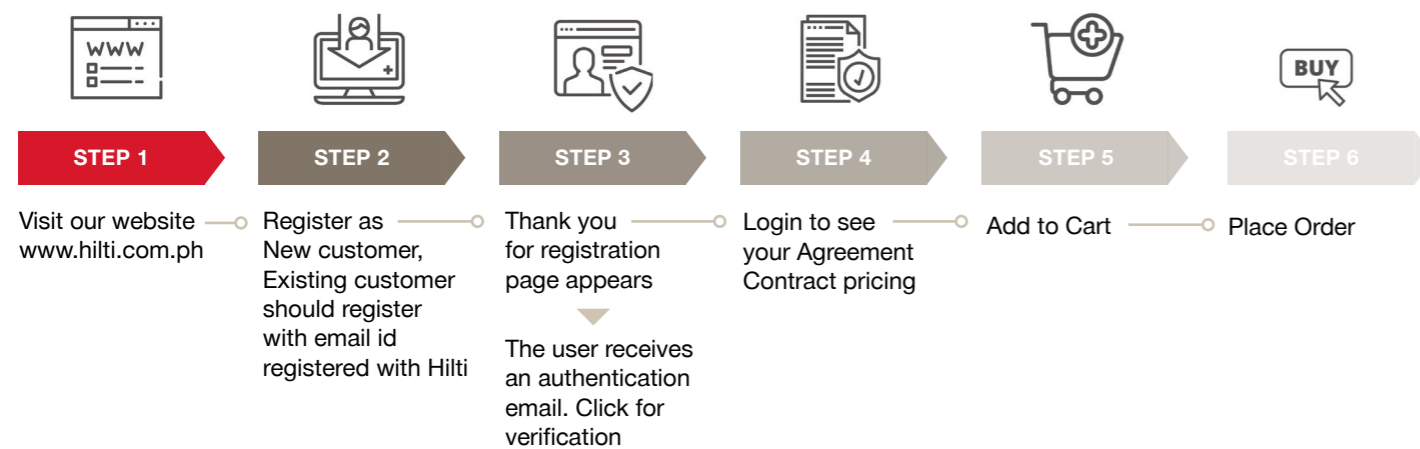 WWW
STEP 1
Visit our website
www.hilti.com.ph
STEP 2
Register as
New customer,
Existing customer
should register
with email id
registered with Hilti
STEP 3
Thank you
for registration
page appears
The user receives
an authentication
email. Click for
verification
STEP 4
Login to see
your Agreement
Contract pricing
STEP 5
Add to Cart
BUY
STEP 6
Place Order